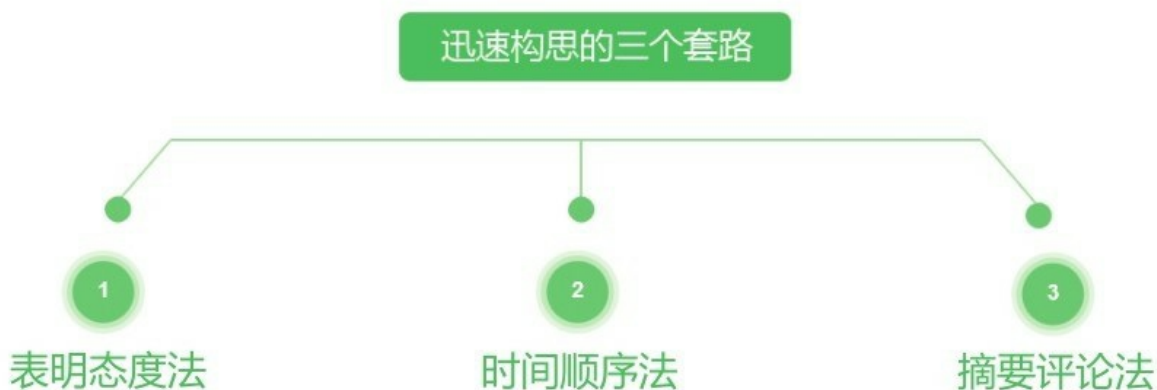 迅速构思的三个套路
1
2
3
表明态度法
时间顺序法
摘要评论法